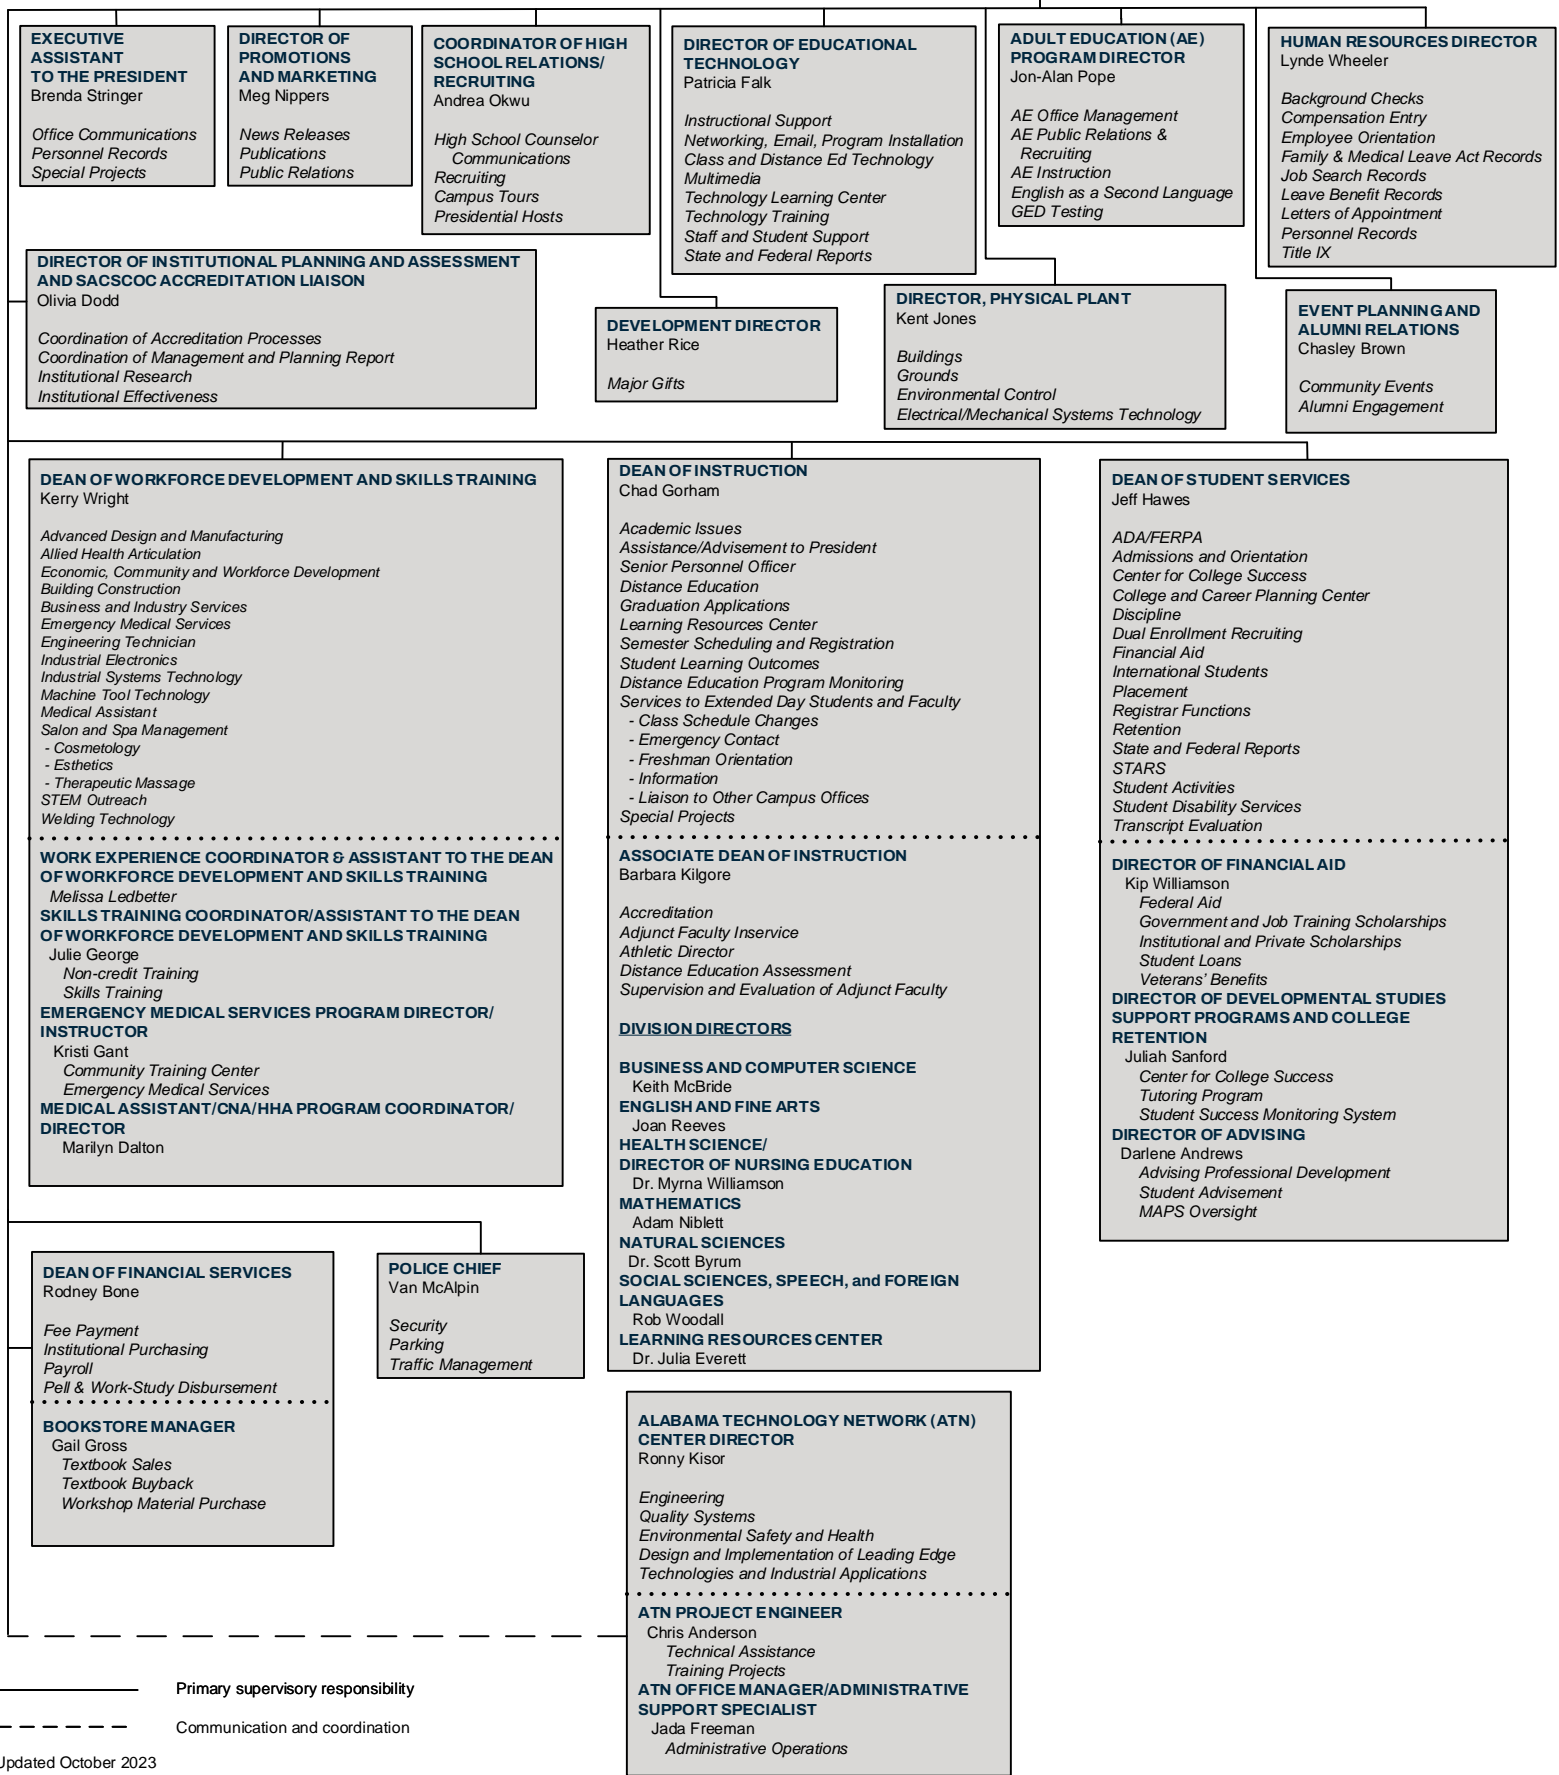 EXECUTIVE
ASSISTANT
TO THE PRESIDENT
Brenda Stringer
Office Communications
Personnel Records
Special Projects
DIRECTOR OF
PROMOTIONS
AND MARKETING
Meg Nippers
News Releases
Publications
Public Relations
COORDINATOR OF HIGH
SCHOOL RELATIONS/
RECRUITING
Andrea Okwu
High School Counselor
Communications
Recruiting
Campus Tours
Presidential Hosts
DIRECTOR OF EDUCATIONAL
TECHNOLOGY
Patricia Falk
Instructional Support
Networking, Email, Program Installation
Class and Distance Ed Technology
Multimedia
Technology Learning Center
Technology Training
Staff and Student Support
State and Federal Reports
ADULT EDUCATION (AE)
PROGRAM DIRECTOR
Jon-Alan Pope
AE Office Management
AE Public Relations &
Recruiting
AE Instruction
English as a Second Language
GED Testing
HUMAN RESOURCES DIRECTOR
Lynde Wheeler
Background Checks
Compensation Entry
Employee Orientation
Family & Medical Leave Act Records
Job Search Records
Leave Benefit Records
Letters of Appointment
Personnel Records
Title IX
DIRECTOR OF INSTITUTIONAL PLANNING AND ASSESSMENT
AND SACSCOC ACCREDITATION LIAISON
Olivia Dodd
Coordination of Accreditation Processes
Coordination of Management and Planning Report
Institutional Research
Institutional Effectiveness
DEVELOPMENT DIRECTOR
Heather Rice
Major Gifts
DIRECTOR, PHYSICAL PLANT
Kent Jones
Buildings
Grounds
Environmental Control
Electrical/Mechanical Systems Technology
EVENT PLANNING AND
ALUMNI RELATIONS
Chasley Brown
Community Events
Alumni Engagement
DEAN OF WORKFORCE DEVELOPMENT AND SKILLS TRAINING
Kerry Wright
Advanced Design and Manufacturing
Allied Health Articulation
Economic, Community and Workforce Development
Building Construction
Business and Industry Services
Emergency Medical Services
Engineering Technician
Industrial Electronics
Industrial Systems Technology
Machine Tool Technology
Medical Assistant
Salon and Spa Management
- Cosmetology
- Esthetics
- Therapeutic Massage
STEM Outreach
Welding Technology
WORK EXPERIENCE COORDINATOR & ASSISTANT TO THE DEAN
OF WORKFORCE DEVELOPMENT AND SKILLS TRAINING
Melissa Ledbetter
SKILLS TRAINING COORDINATOR/ASSISTANT TO THE DEAN
OF WORKFORCE DEVELOPMENT AND SKILLS TRAINING
Julie George
Non-credit Training
Skills Training
EMERGENCY MEDICAL SERVICES PROGRAM DIRECTOR/
INSTRUCTOR
Kristi Gant
Community Training Center
Emergency Medical Services
MEDICAL ASSISTANT/CNA/HHA PROGRAM COORDINATOR/
DIRECTOR
Marilyn Dalton
DEAN OF INSTRUCTION
Chad Gorham
Academic Issues
Assistance/Advisement to President
Senior Personnel Officer
Distance Education
Graduation Applications
Learning Resources Center
Semester Scheduling and Registration
Student Learning Outcomes
Distance Education Program Monitoring
Services to Extended Day Students and Faculty
- Class Schedule Changes
- Emergency Contact
- Freshman Orientation
- Information
- Liaison to Other Campus Offices
Special Projects
ASSOCIATE DEAN OF INSTRUCTION
Barbara Kilgore
Accreditation
Adjunct Faculty Inservice
Athletic Director
Distance Education Assessment
Supervision and Evaluation of Adjunct Faculty
DIVISION DIRECTORS
BUSINESS AND COMPUTER SCIENCE
Keith McBride
ENGLISH AND FINE ARTS
Joan Reeves
HEALTH SCIENCE/
DIRECTOR OF NURSING EDUCATION
Dr. Myrna Williamson
MATHEMATICS
Adam Niblett
NATURAL SCIENCES
Dr. Scott Byrum
SOCIAL SCIENCES, SPEECH, and FOREIGN
LANGUAGES
Rob Woodall
LEARNING RESOURCES CENTER
Dr. Julia Everett
DEAN OF STUDENT SERVICES
Jeff Hawes
ADA/FERPA
Admissions and Orientation
Center for College Success
College and Career Planning Center
Discipline
Dual Enrollment Recruiting
Financial Aid
International Students
Placement
Registrar Functions
Retention
State and Federal Reports
STARS
Student Activities
Student Disability Services
Transcript Evaluation
DIRECTOR OF FINANCIAL AID
Kip Williamson
Federal Aid
Government and Job Training Scholarships
Institutional and Private Scholarships
Student Loans
Veterans' Benefits
DIRECTOR OF DEVELOPMENTAL STUDIES
SUPPORT PROGRAMS AND COLLEGE
RETENTION
Juliah Sanford
Center for College Success
Tutoring Program
Student Success Monitoring System
DIRECTOR OF ADVISING
Darlene Andrews
Advising Professional Development
Student Advisement
MAPS Oversight
DEAN OF FINANCIAL SERVICES
Rodney Bone
Fee Payment
Institutional Purchasing
Payroll
Pell & Work-Study Disbursement
BOOKSTORE MANAGER
Gail Gross
Textbook Sales
Textbook Buyback
Workshop Material Purchase
POLICE CHIEF
Van McAlpin
Security
Parking
Traffic Management
ALABAMA TECHNOLOGY NETWORK (ATN)
CENTER DIRECTOR
Ronny Kisor
Engineering
Quality Systems
Environmental Safety and Health
Design and Implementation of Leading Edge
Technologies and Industrial Applications
ATN PROJECT ENGINEER
Chris Anderson
Technical Assistance
Training Projects
ATN OFFICE MANAGER/ADMINISTRATIVE
SUPPORT SPECIALIST
Jada Freeman
Administrative Operations
Primary supervisory responsibility
Communication and coordination
Updated October 2023